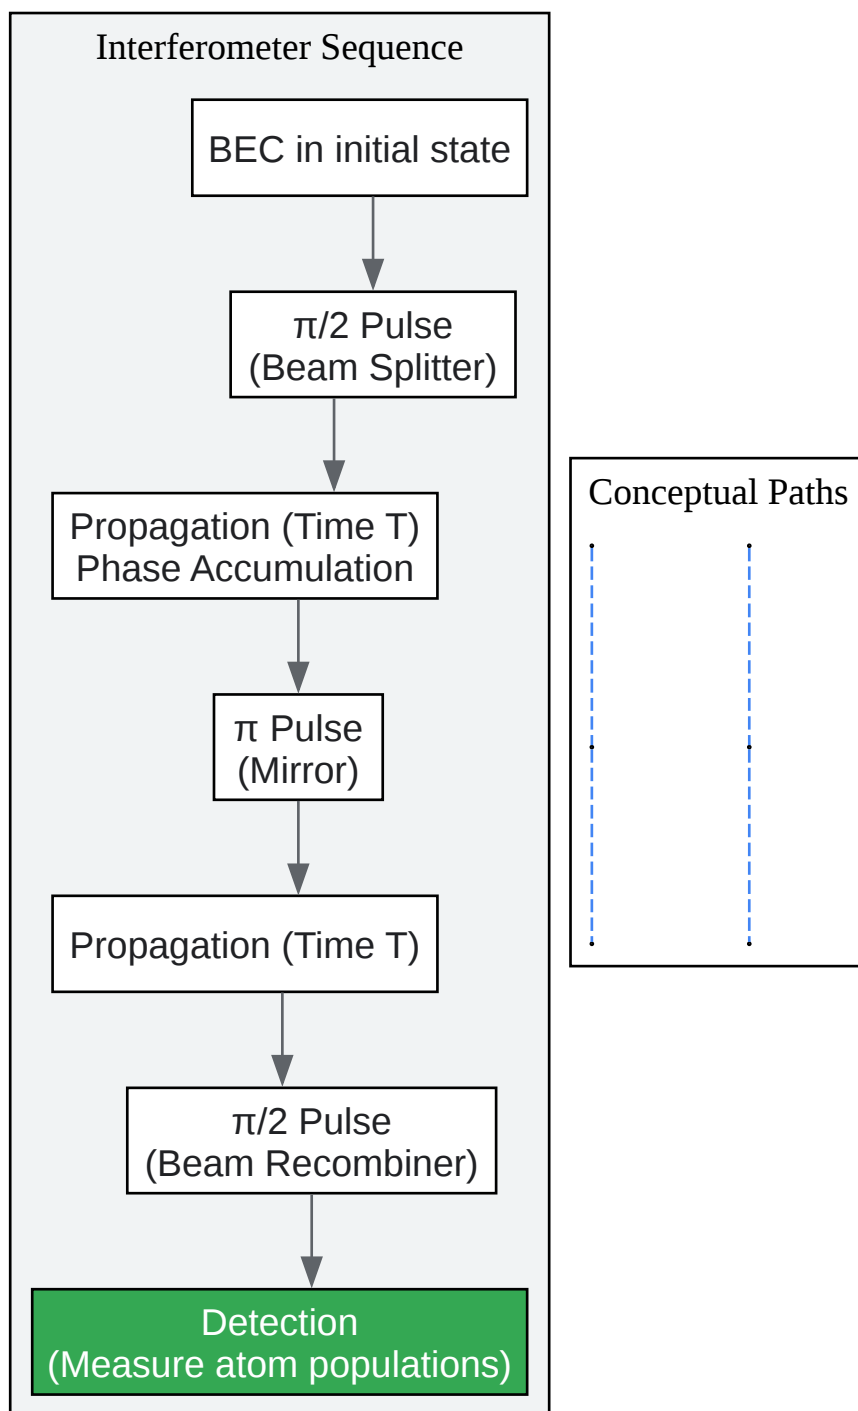 Interferometer Sequence
BEC in initial state
π/2 Pulse
(Beam Splitter)
Propagation (Time T)
Phase Accumulation
π Pulse
(Mirror)
Propagation (Time T)
π/2 Pulse
(Beam Recombiner)
Detection
(Measure atom populations)
Conceptual Paths